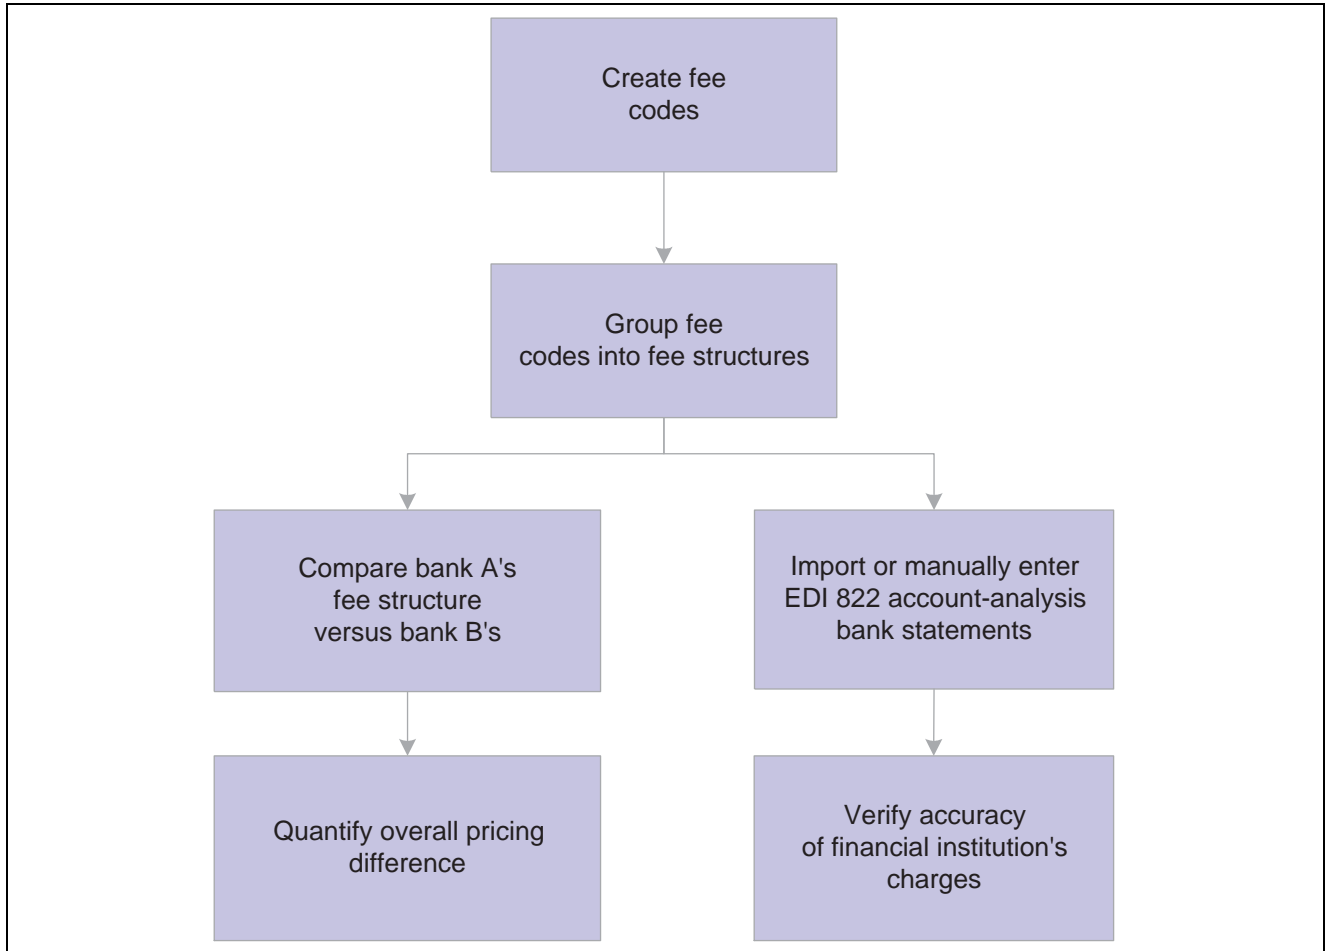 Create fee
codes
Group fee
codes into fee structures
Compare bank A's
fee structure
versus bank B's
Import or manually enter
EDI 822 account-analysis
bank statements
Quantify overall pricing
difference
Verify accuracy
of financial institution's
charges